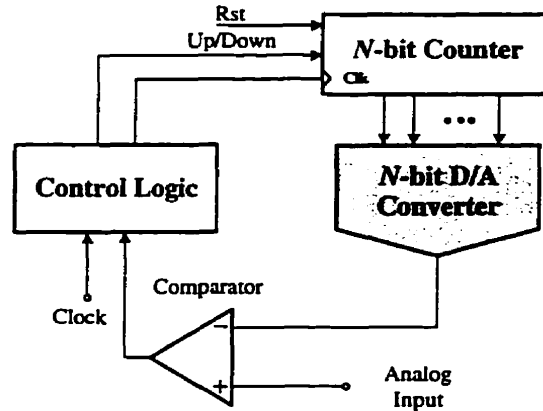 Rst
Up/Down
N-bit Counter
Clk
Control Logic
N-bit D/A
Converter
Comparator
Clock
Analog
Input